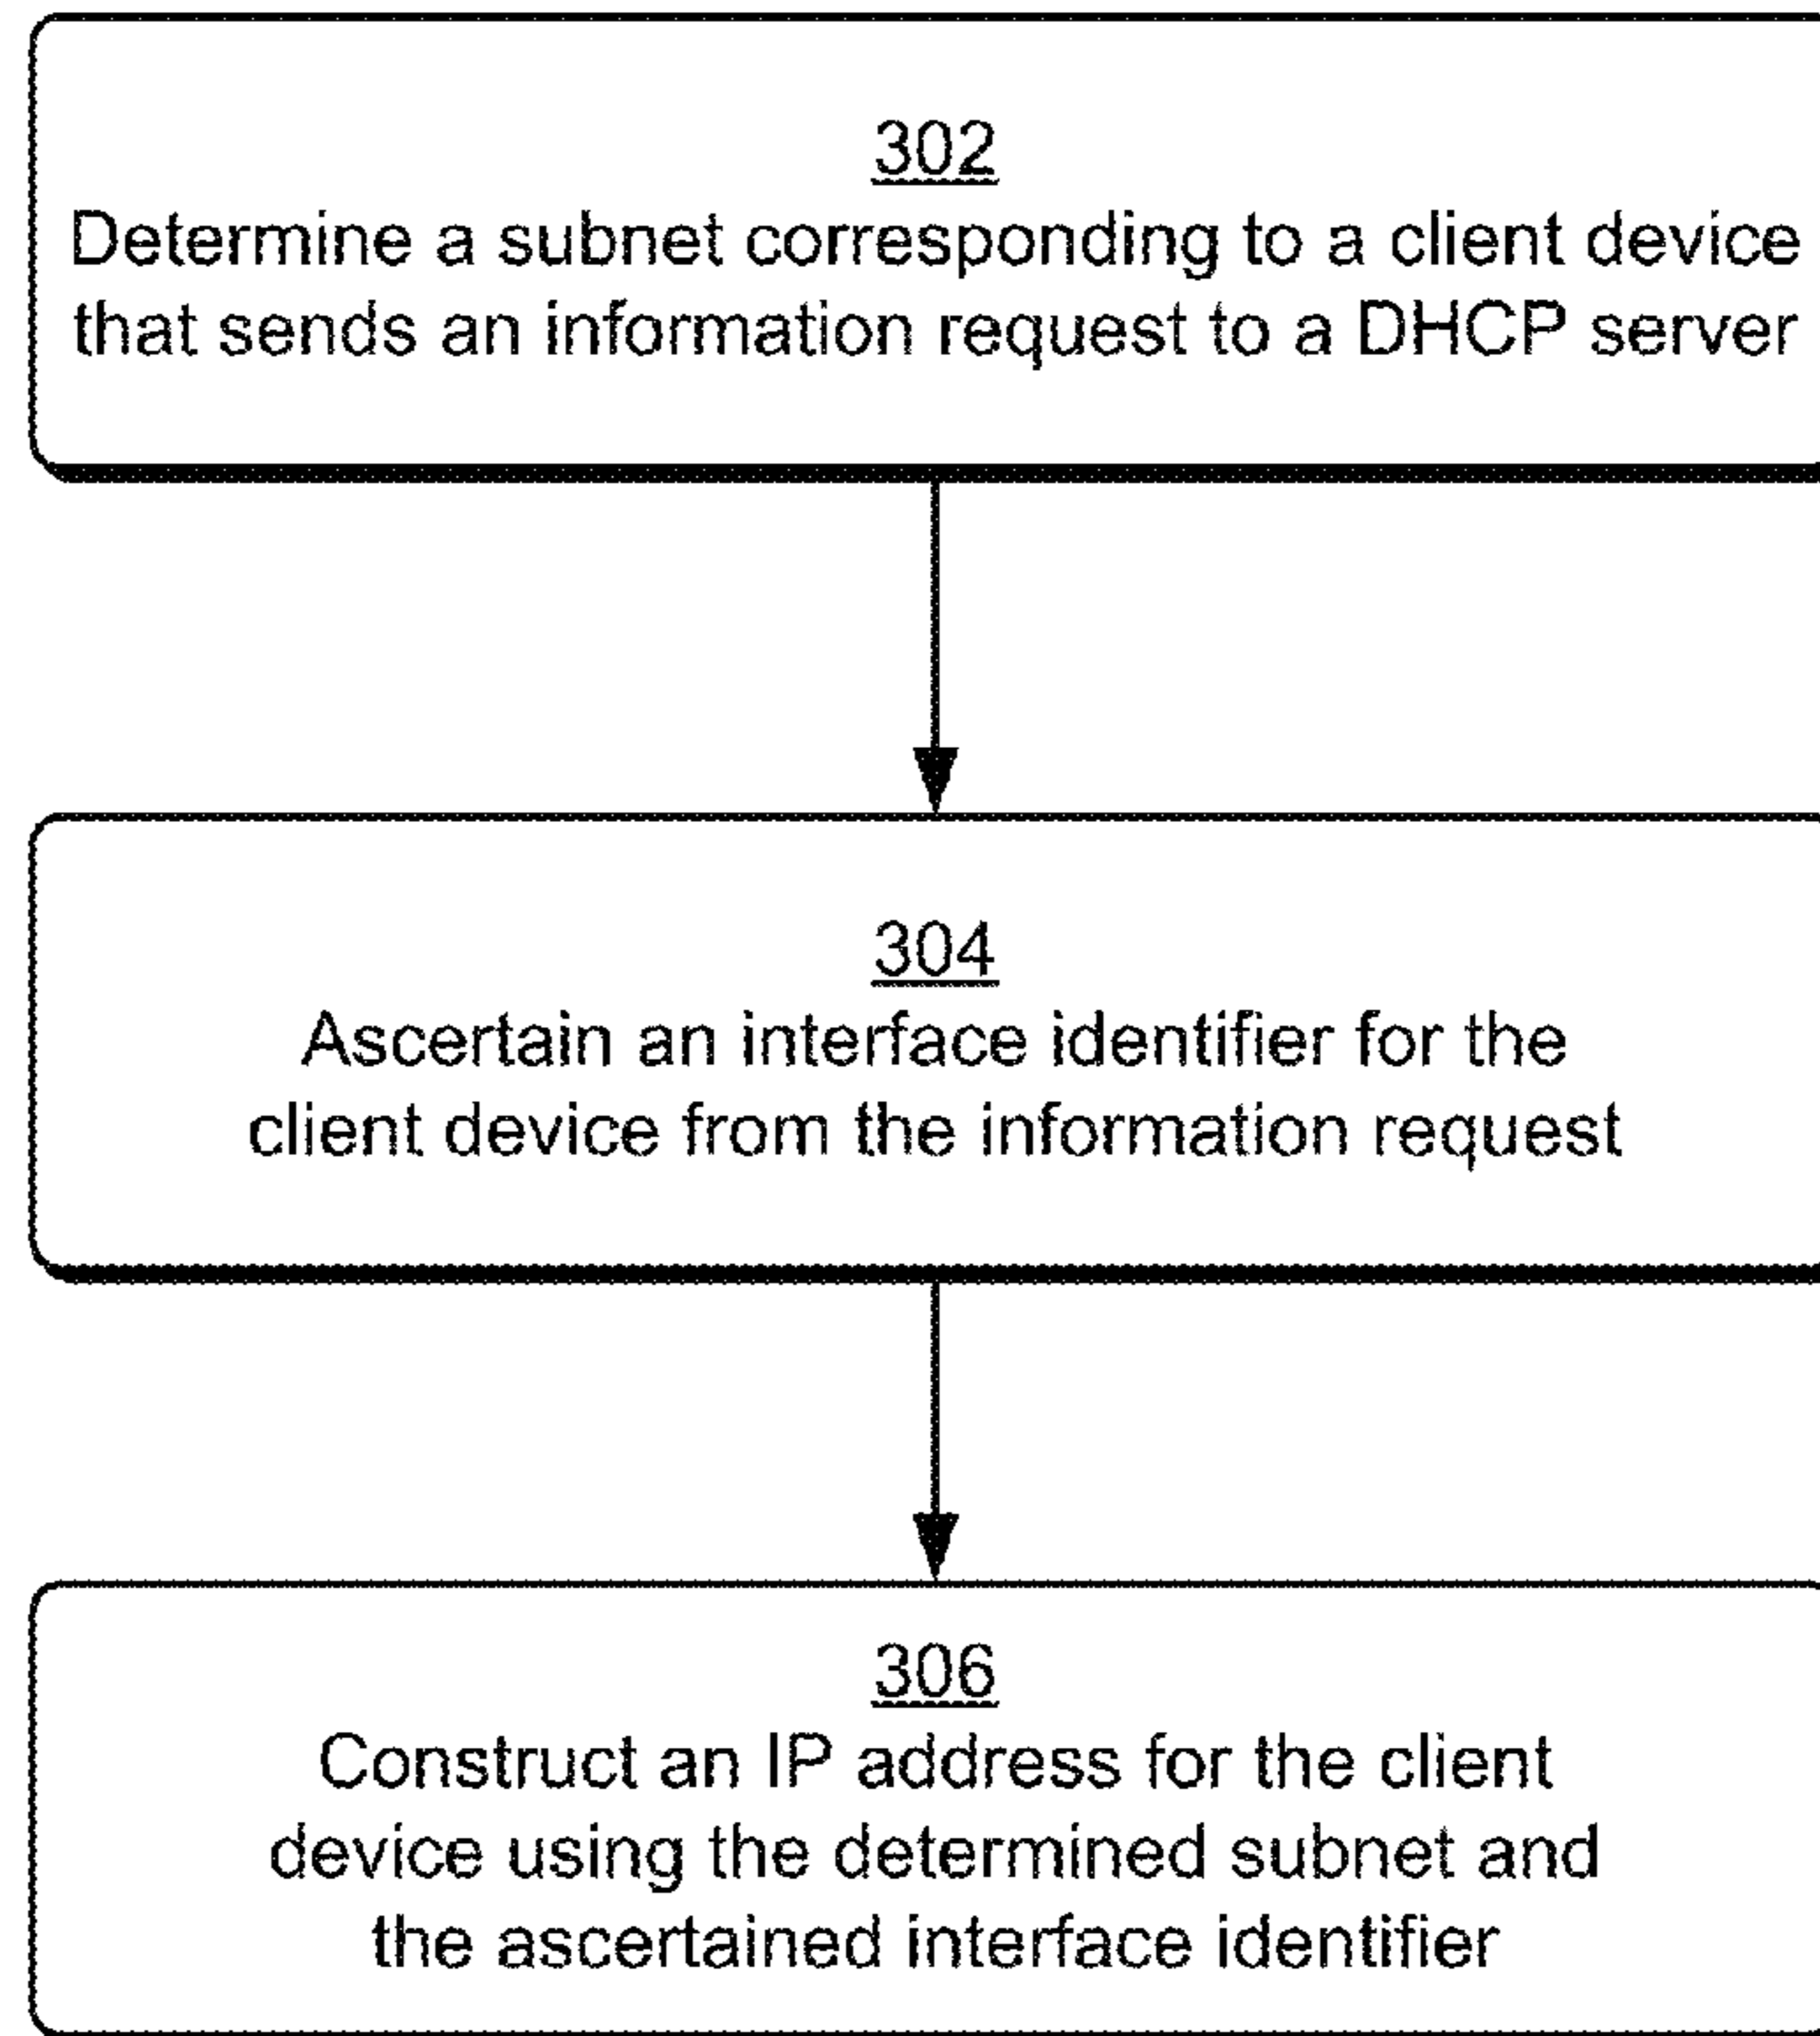 302
Determine a subnet corresponding to a client device
that sends an information request to a DHCP server
304
Ascertain an interface identifier for the
client device from the information request
306
Construct an IP address for the client
device using the determined subnet and
the ascertained interface identifier